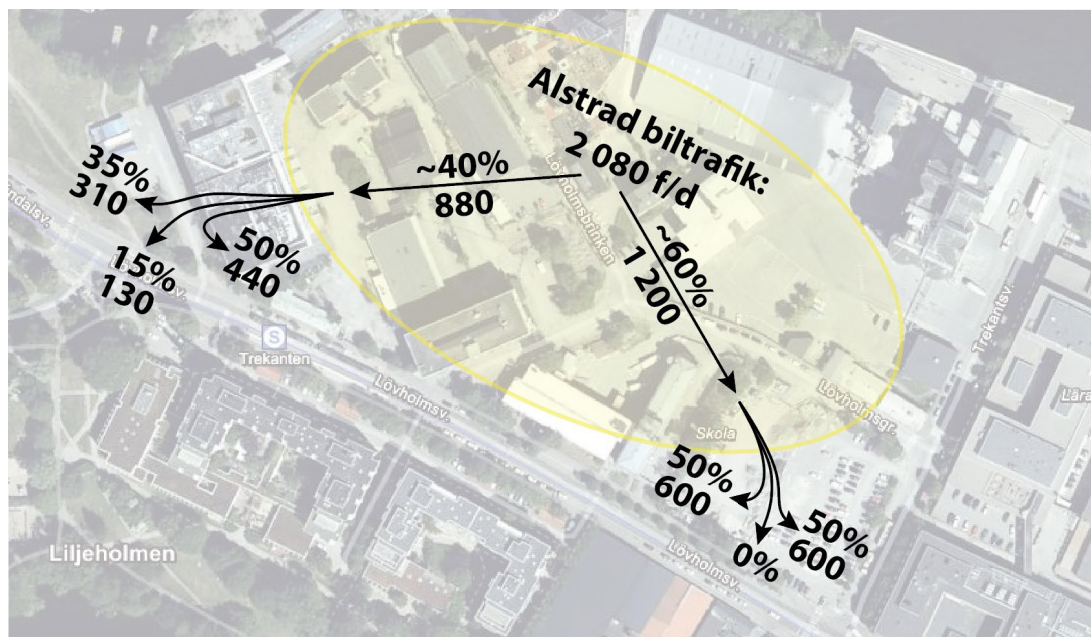 Alstrad biltrafik:
2 080 f/d
~40%
880
~60%
1 200
35%
310
15%
130
50%
440
50%
600
0%
50%
600
Lövholmsbrinken
Trekantsv.
Lövholmsgr.
Skola
S
Trekanten
Lövholmsv.
Lövholmsv.
Liljeholmen